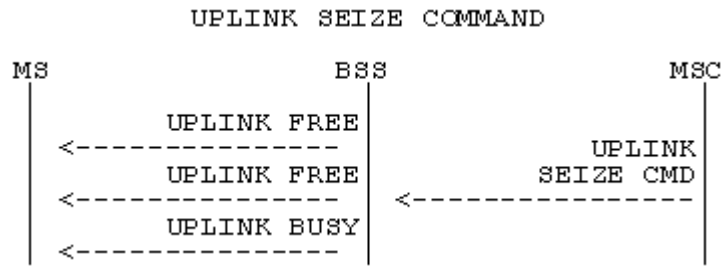 UPLINK SEIZE COMMAND
MS BSS MSC
UPLINK FREE
UPLINK
UPLINK FREE SEIZE CMD
UPLINK BUSY